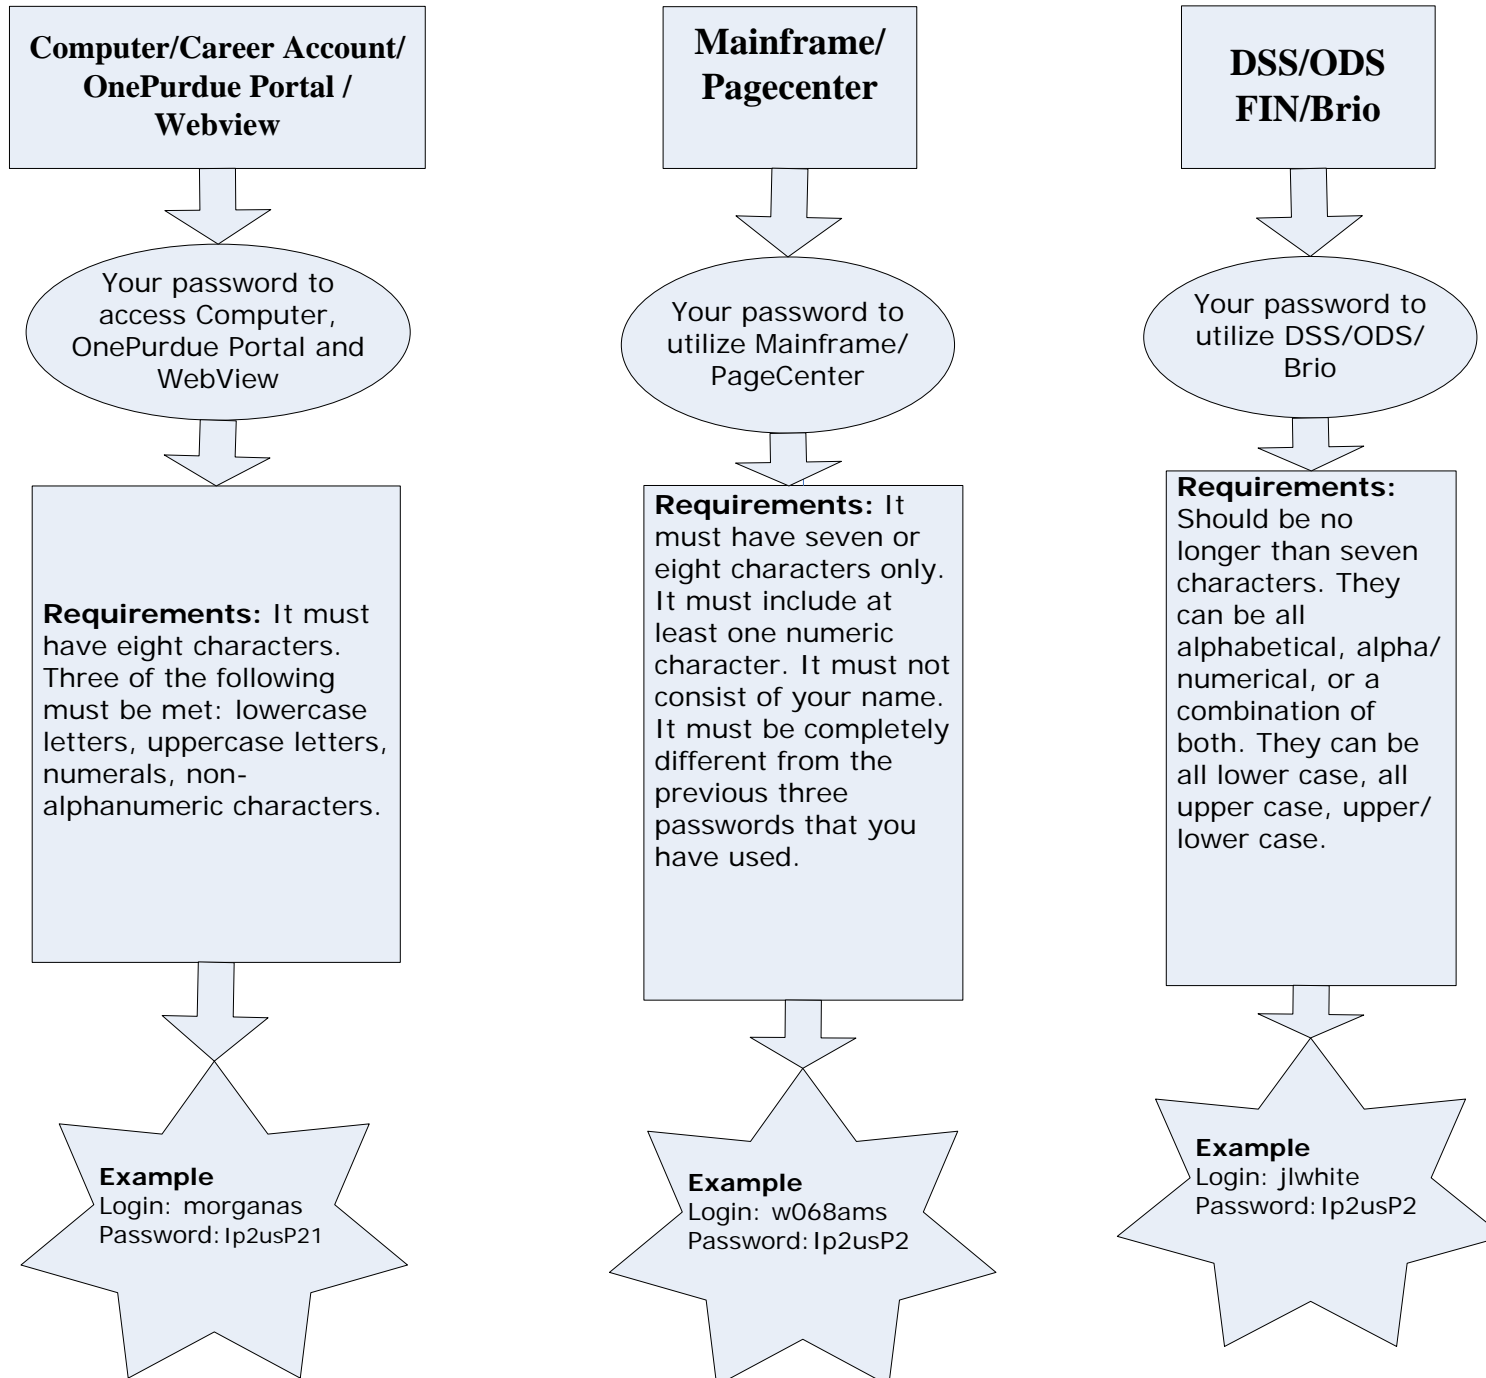 Computer/Career Account/
OnePurdue Portal /
Webview
Your password to
access Computer,
OnePurdue Portal and
WebView
Requirements: It must
have eight characters.
Three of the following
must be met: lowercase
letters, uppercase letters,
numerals, non-
alphanumeric characters.
Example
Login: morganas
Password: Ip2usP21
Mainframe/
Pagecenter
Your password to
utilize Mainframe/
PageCenter
Requirements: It
must have seven or
eight characters only.
It must include at
least one numeric
character. It must not
consist of your name.
It must be completely
different from the
previous three
passwords that you
have used.
Example
Login: w068ams
Password: Ip2usP2
DSS/ODS
FIN/Brio
Your password to
utilize DSS/ODS/
Brio
Requirements:
Should be no
longer than seven
characters. They
can be all
alphabetical, alpha/
numerical, or a
combination of
both. They can be
all lower case, all
upper case, upper/
lower case.
Example
Login: jlwhite
Password: Ip2usP2